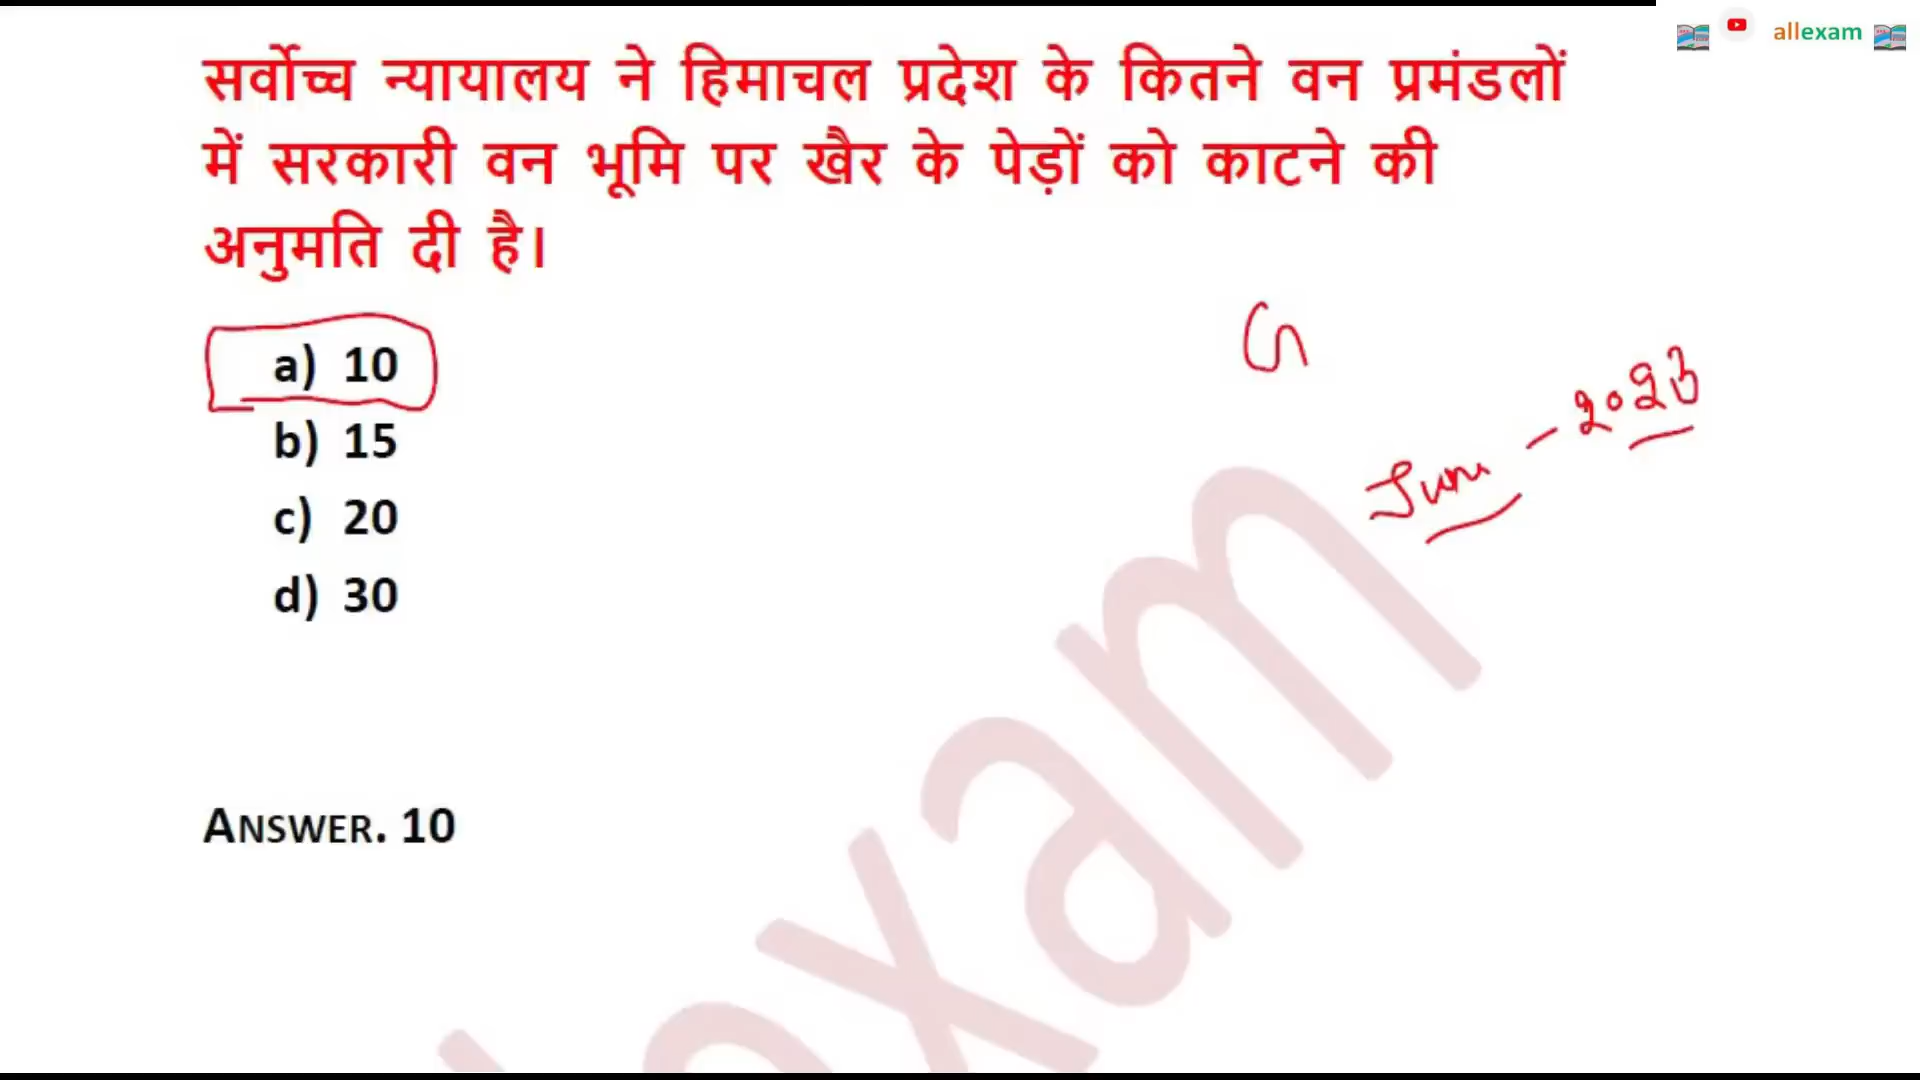 allexam
सर्वोच्च न्यायालय ने हिमाचल प्रदेश के कितने वन प्रमंडलों
में सरकारी वन भूमि पर खैर के पेड़ों को काटने की
अनुमति दी है।
a) 10
b) 15
c) 20
d) 30
June - 2023
ANSWER. 10
exam